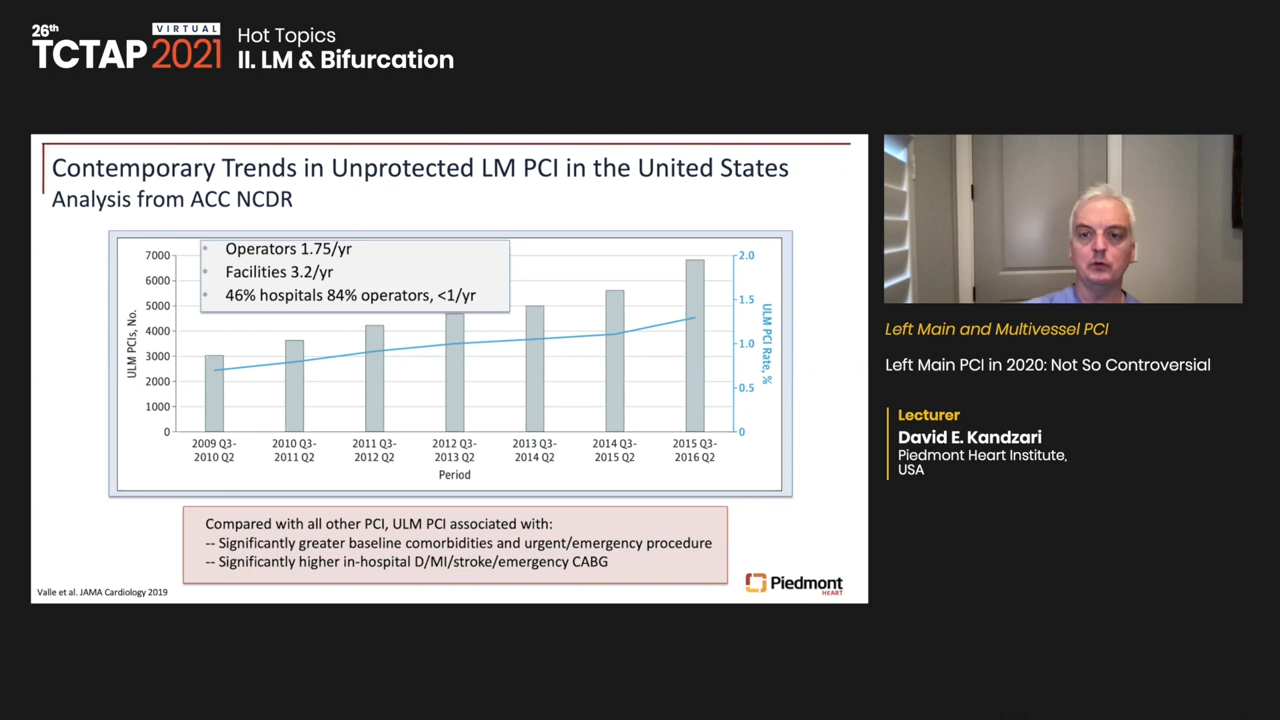 26th
VIRTUAL
TCTAP 2021
Hot Topics
II. LM & Bifurcation
Contemporary Trends in Unprotected LM PCI in the United States
Analysis from ACC NCDR
• Operators 1.75/yr
• Facilities 3.2/yr
• 46% hospitals 84% operators, <1/yr
ULM PCIs, No.
7000
6000
5000
4000
3000
2000
1000
0
2.0
1.5
1.0
0.5
0
ULM PCI Rate, %
2009 Q3- 2010 Q3- 2011 Q3- 2012 Q3- 2013 Q3- 2014 Q3- 2015 Q3-
2010 Q2 2011 Q2 2012 Q2 2013 Q2 2014 Q2 2015 Q2 2016 Q2
Period
Compared with all other PCI, ULM PCI associated with:
-- Significantly greater baseline comorbidities and urgent/emergency procedure
-- Significantly higher in-hospital D/MI/stroke/emergency CABG
Valle et al. JAMA Cardiology 2019
Piedmont
HEART
Left Main and Multivessel PCI
Left Main PCI in 2020: Not So Controversial
Lecturer
David E. Kandzari
Piedmont Heart Institute,
USA